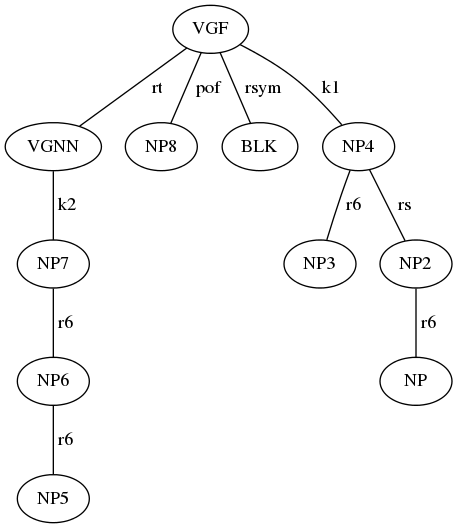 VGF
rt pof rsym k1
VGNN NP8 BLK NP4
k2 r6 rs
NP7 NP3 NP2
r6 r6
NP6 NP
r6
NP5